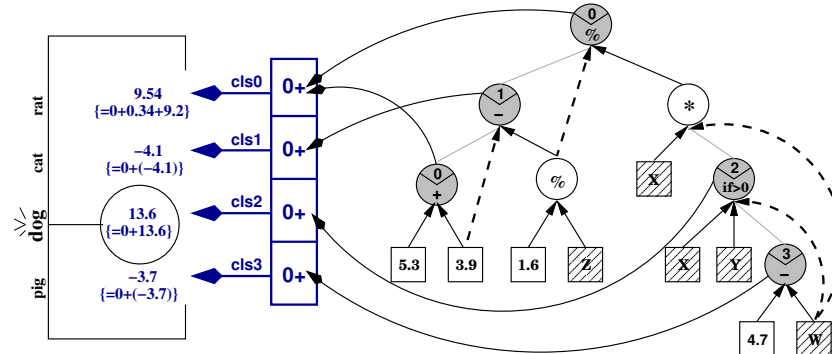 rat
cat
dog
pig
9.54
{=0+0.34+9.2}
−4.1
{=0+(−4.1)}
13.6
{=0+13.6}
−3.7
{=0+(−3.7)}
cls0
cls1
cls2
cls3
0+
0+
0+
0+
0
%
1
−
*
0
+
%
X
2
if>0
5.3
3.9
1.6
Z
X
Y
3
−
4.7
W